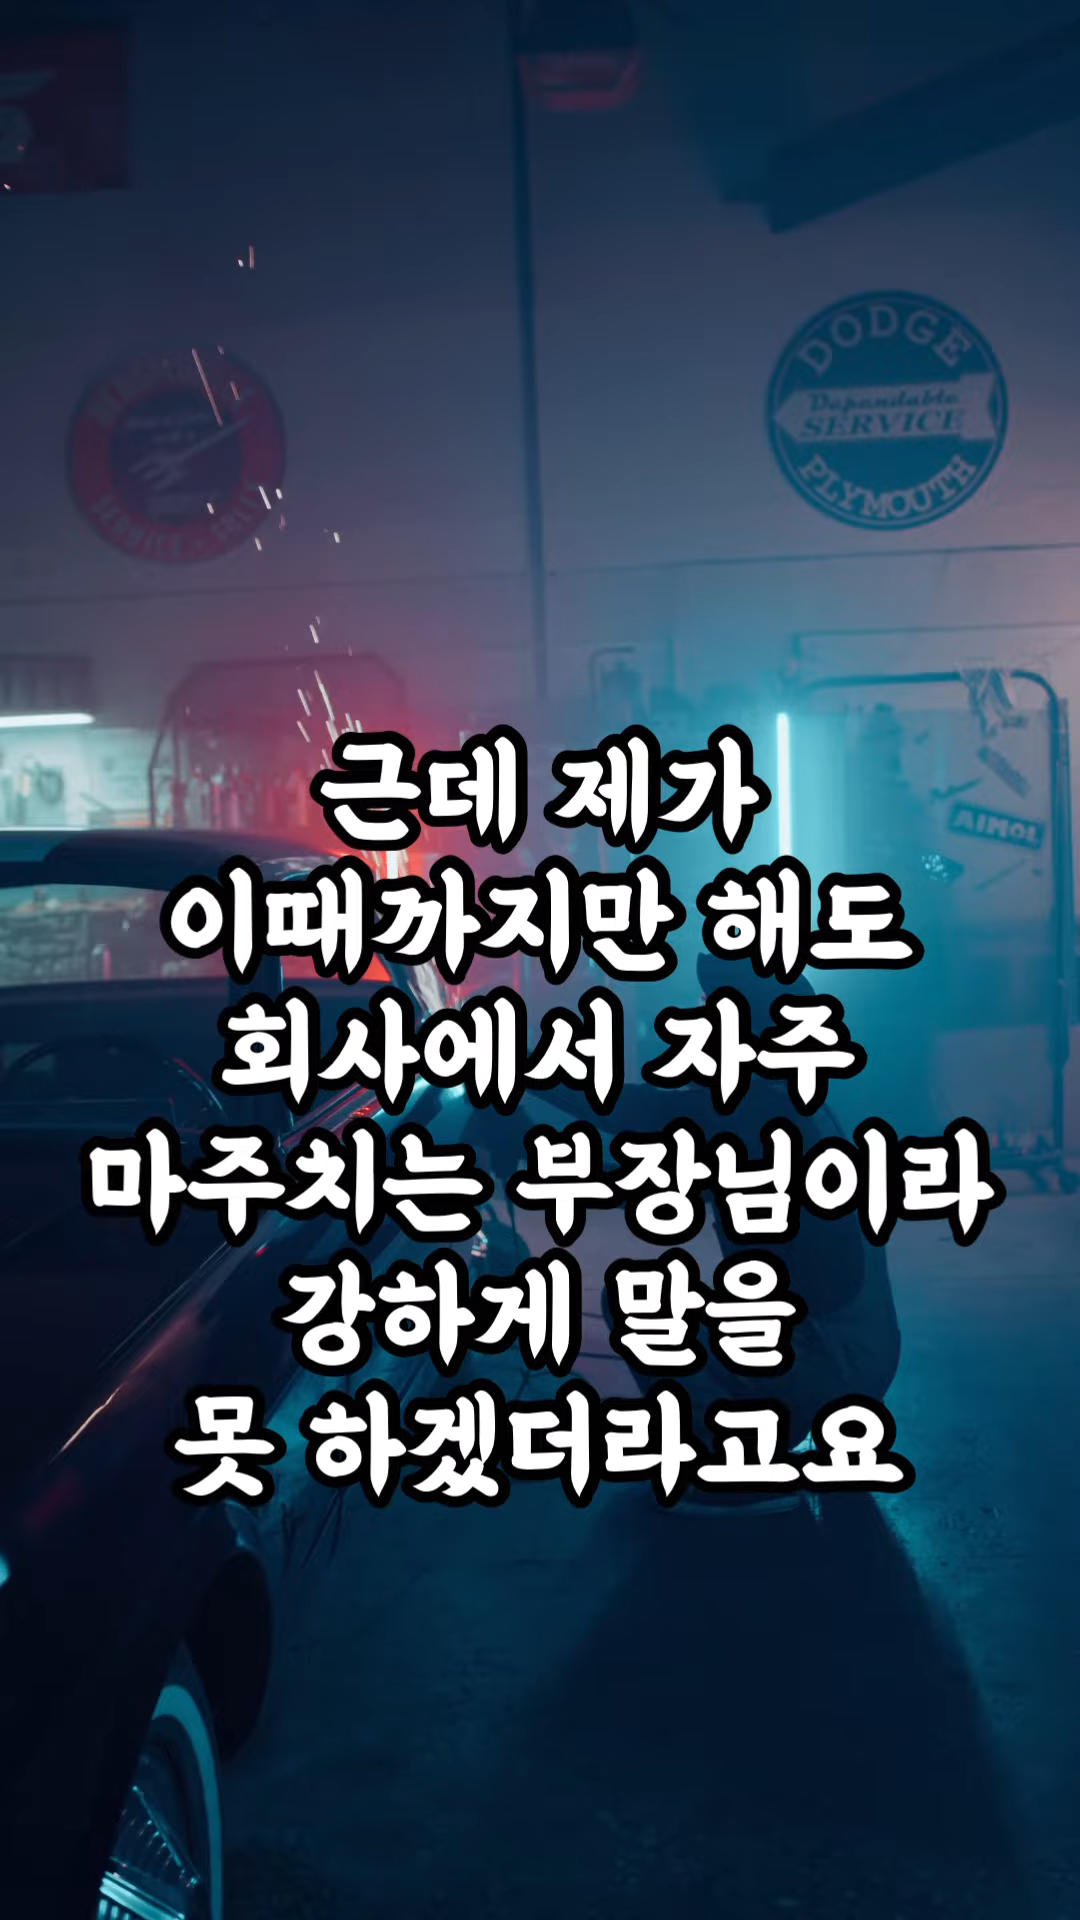 DODGE
Dependable
SERVICE
PLYMOUTH
AIMOL
근데 제가
이때까지만 해도
회사에서 자주
마주치는 부장님이라
강하게 말을
못 하겠더라고요